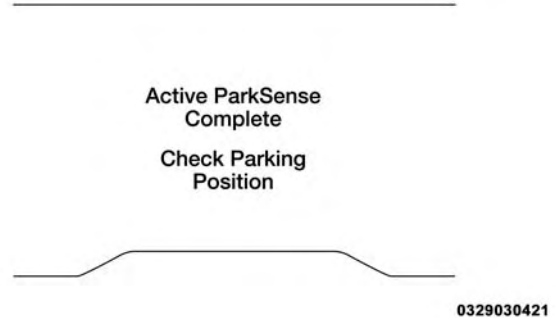 Active ParkSense
Complete
Check Parking
Position
0329030421